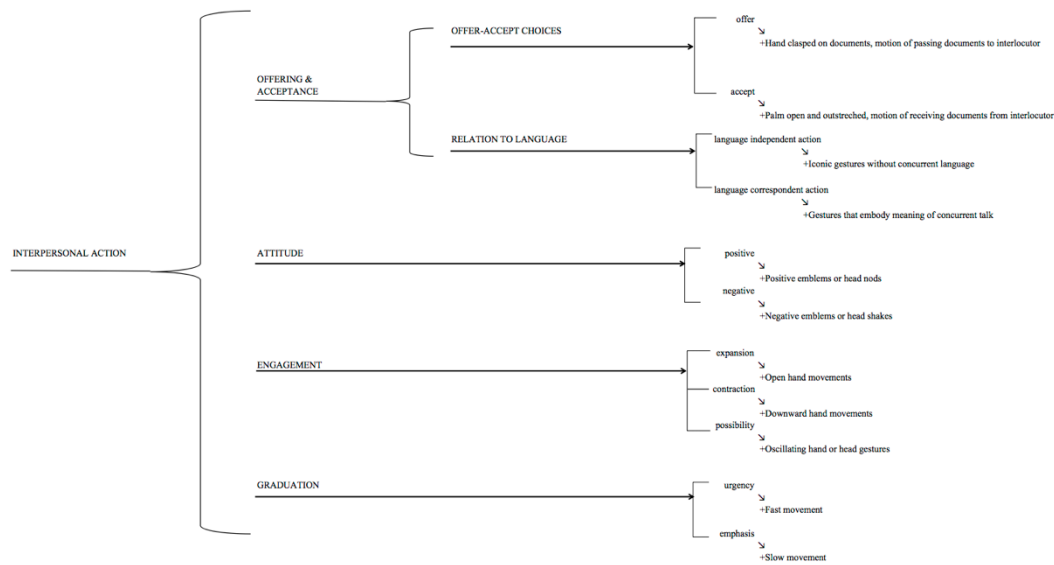 INTERPERSONAL ACTION
OFFERING &
ACCEPTANCE
OFFER-ACCEPT CHOICES
offer
+Hand clasped on documents, motion of passing documents to interlocutor
accept
+Palm open and outstreched, motion of receiving documents from interlocutor
RELATION TO LANGUAGE
language independent action
+Iconic gestures without concurrent language
language correspondent action
+Gestures that embody meaning of concurrent talk
ATTITUDE
positive
+Positive emblems or head nods
negative
+Negative emblems or head shakes
ENGAGEMENT
expansion
+Open hand movements
contraction
+Downward hand movements
possibility
+Oscillating hand or head gestures
GRADUATION
urgency
+Fast movement
emphasis
+Slow movement